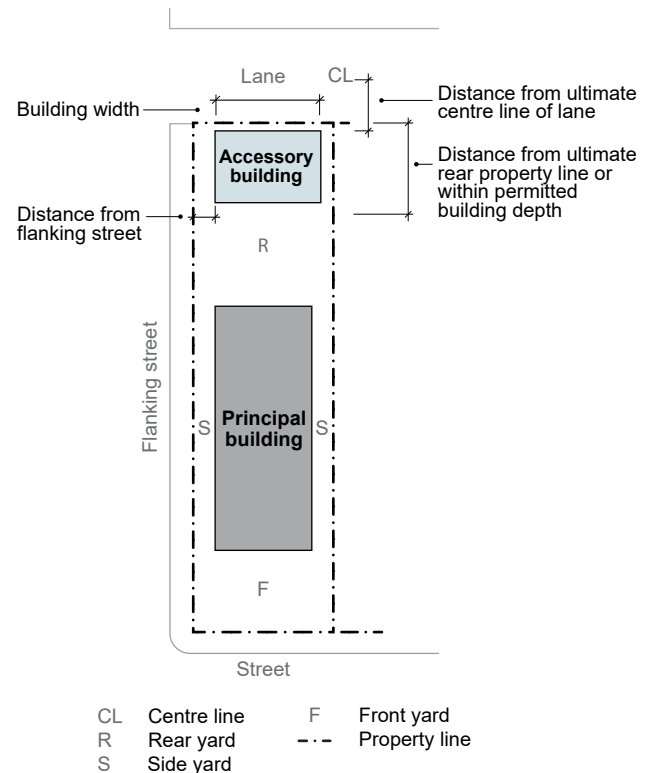 Lane
CL
Building width
Distance from ultimate
centre line of lane
Accessory
building
Distance from ultimate
rear property line or
within permitted
building depth
Distance from
flanking street
R
Flanking street
S
Principal
building
S
F
Street
CL Centre line
R Rear yard
S Side yard
F Front yard
Property line